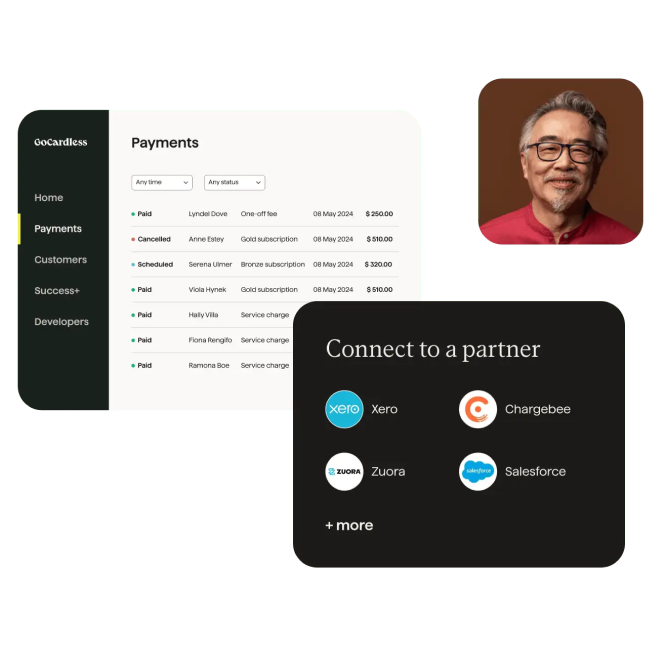 GoCardless
Home
Payments
Customers
Success+
Developers
Payments
Any time
Any status
Paid Lyndel Dove One-off fee 08 May 2024 $ 250.00
Cancelled Anne Estey Gold subscription 08 May 2024 $ 510.00
Scheduled Serena Ulmer Bronze subscription 08 May 2024 $ 320.00
Paid Viola Hynek Gold subscription 08 May 2024 $ 510.00
Paid Hally Villa Service charge
Paid Fiona Rengifo Service charge
Paid Ramona Boe Service charge
Connect to a partner
xero Xero
Chargebee
ZUORA Zuora
salesforce Salesforce
+ more